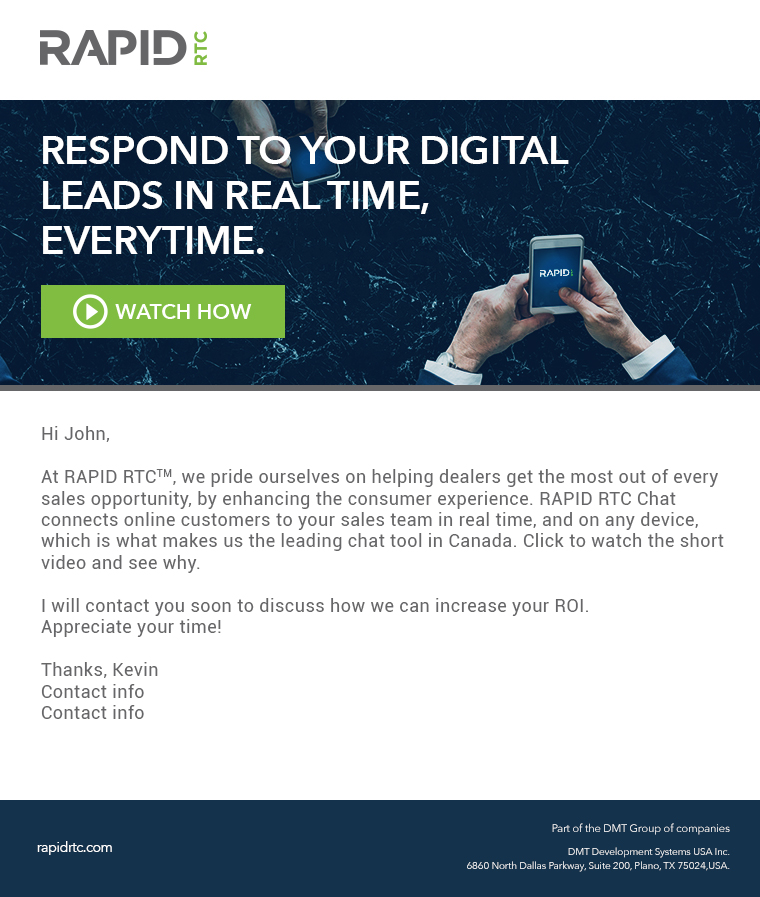 RAPID RTC
RESPOND TO YOUR DIGITAL
LEADS IN REAL TIME,
EVERYTIME.
RAPID
WATCH HOW
Hi John,
At RAPID RTC™, we pride ourselves on helping dealers get the most out of every
sales opportunity, by enhancing the consumer experience. RAPID RTC Chat
connects online customers to your sales team in real time, and on any device,
which is what makes us the leading chat tool in Canada. Click to watch the short
video and see why.
I will contact you soon to discuss how we can increase your ROI.
Appreciate your time!
Thanks, Kevin
Contact info
Contact info
Part of the DMT Group of companies
rapidrtc.com
DMT Development Systems USA Inc.
6860 North Dallas Parkway, Suite 200, Plano, TX 75024,USA.